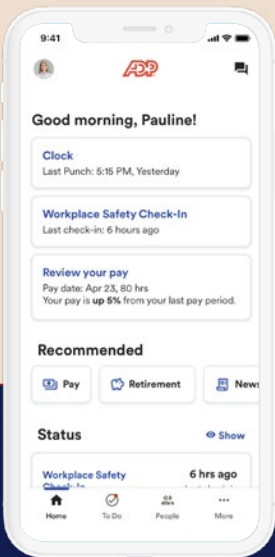 9:41
ADP
Good morning, Pauline!
Clock
Last Punch: 5:15 PM, Yesterday
Workplace Safety Check-In
Last check-in: 6 hours ago
Review your pay
Pay date: Apr 23, 80 hrs
Your pay is up 5% from your last pay period.
Recommended
Pay Retirement News
Status Show
Workplace Safety 6 hrs ago
Check-In
Home To Do People More